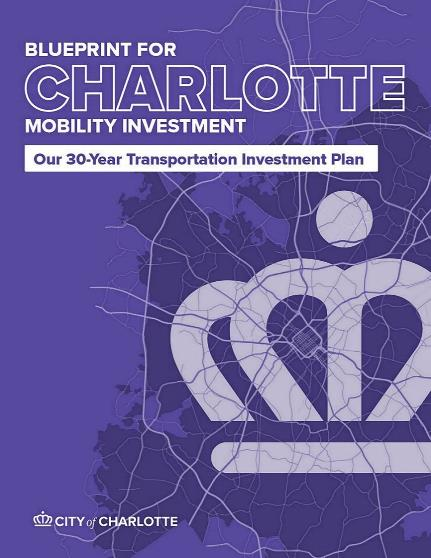 BLUEPRINT FOR
CHARLOTTE
MOBILITY INVESTMENT
Our 30-Year Transportation Investment Plan
CITY of CHARLOTTE